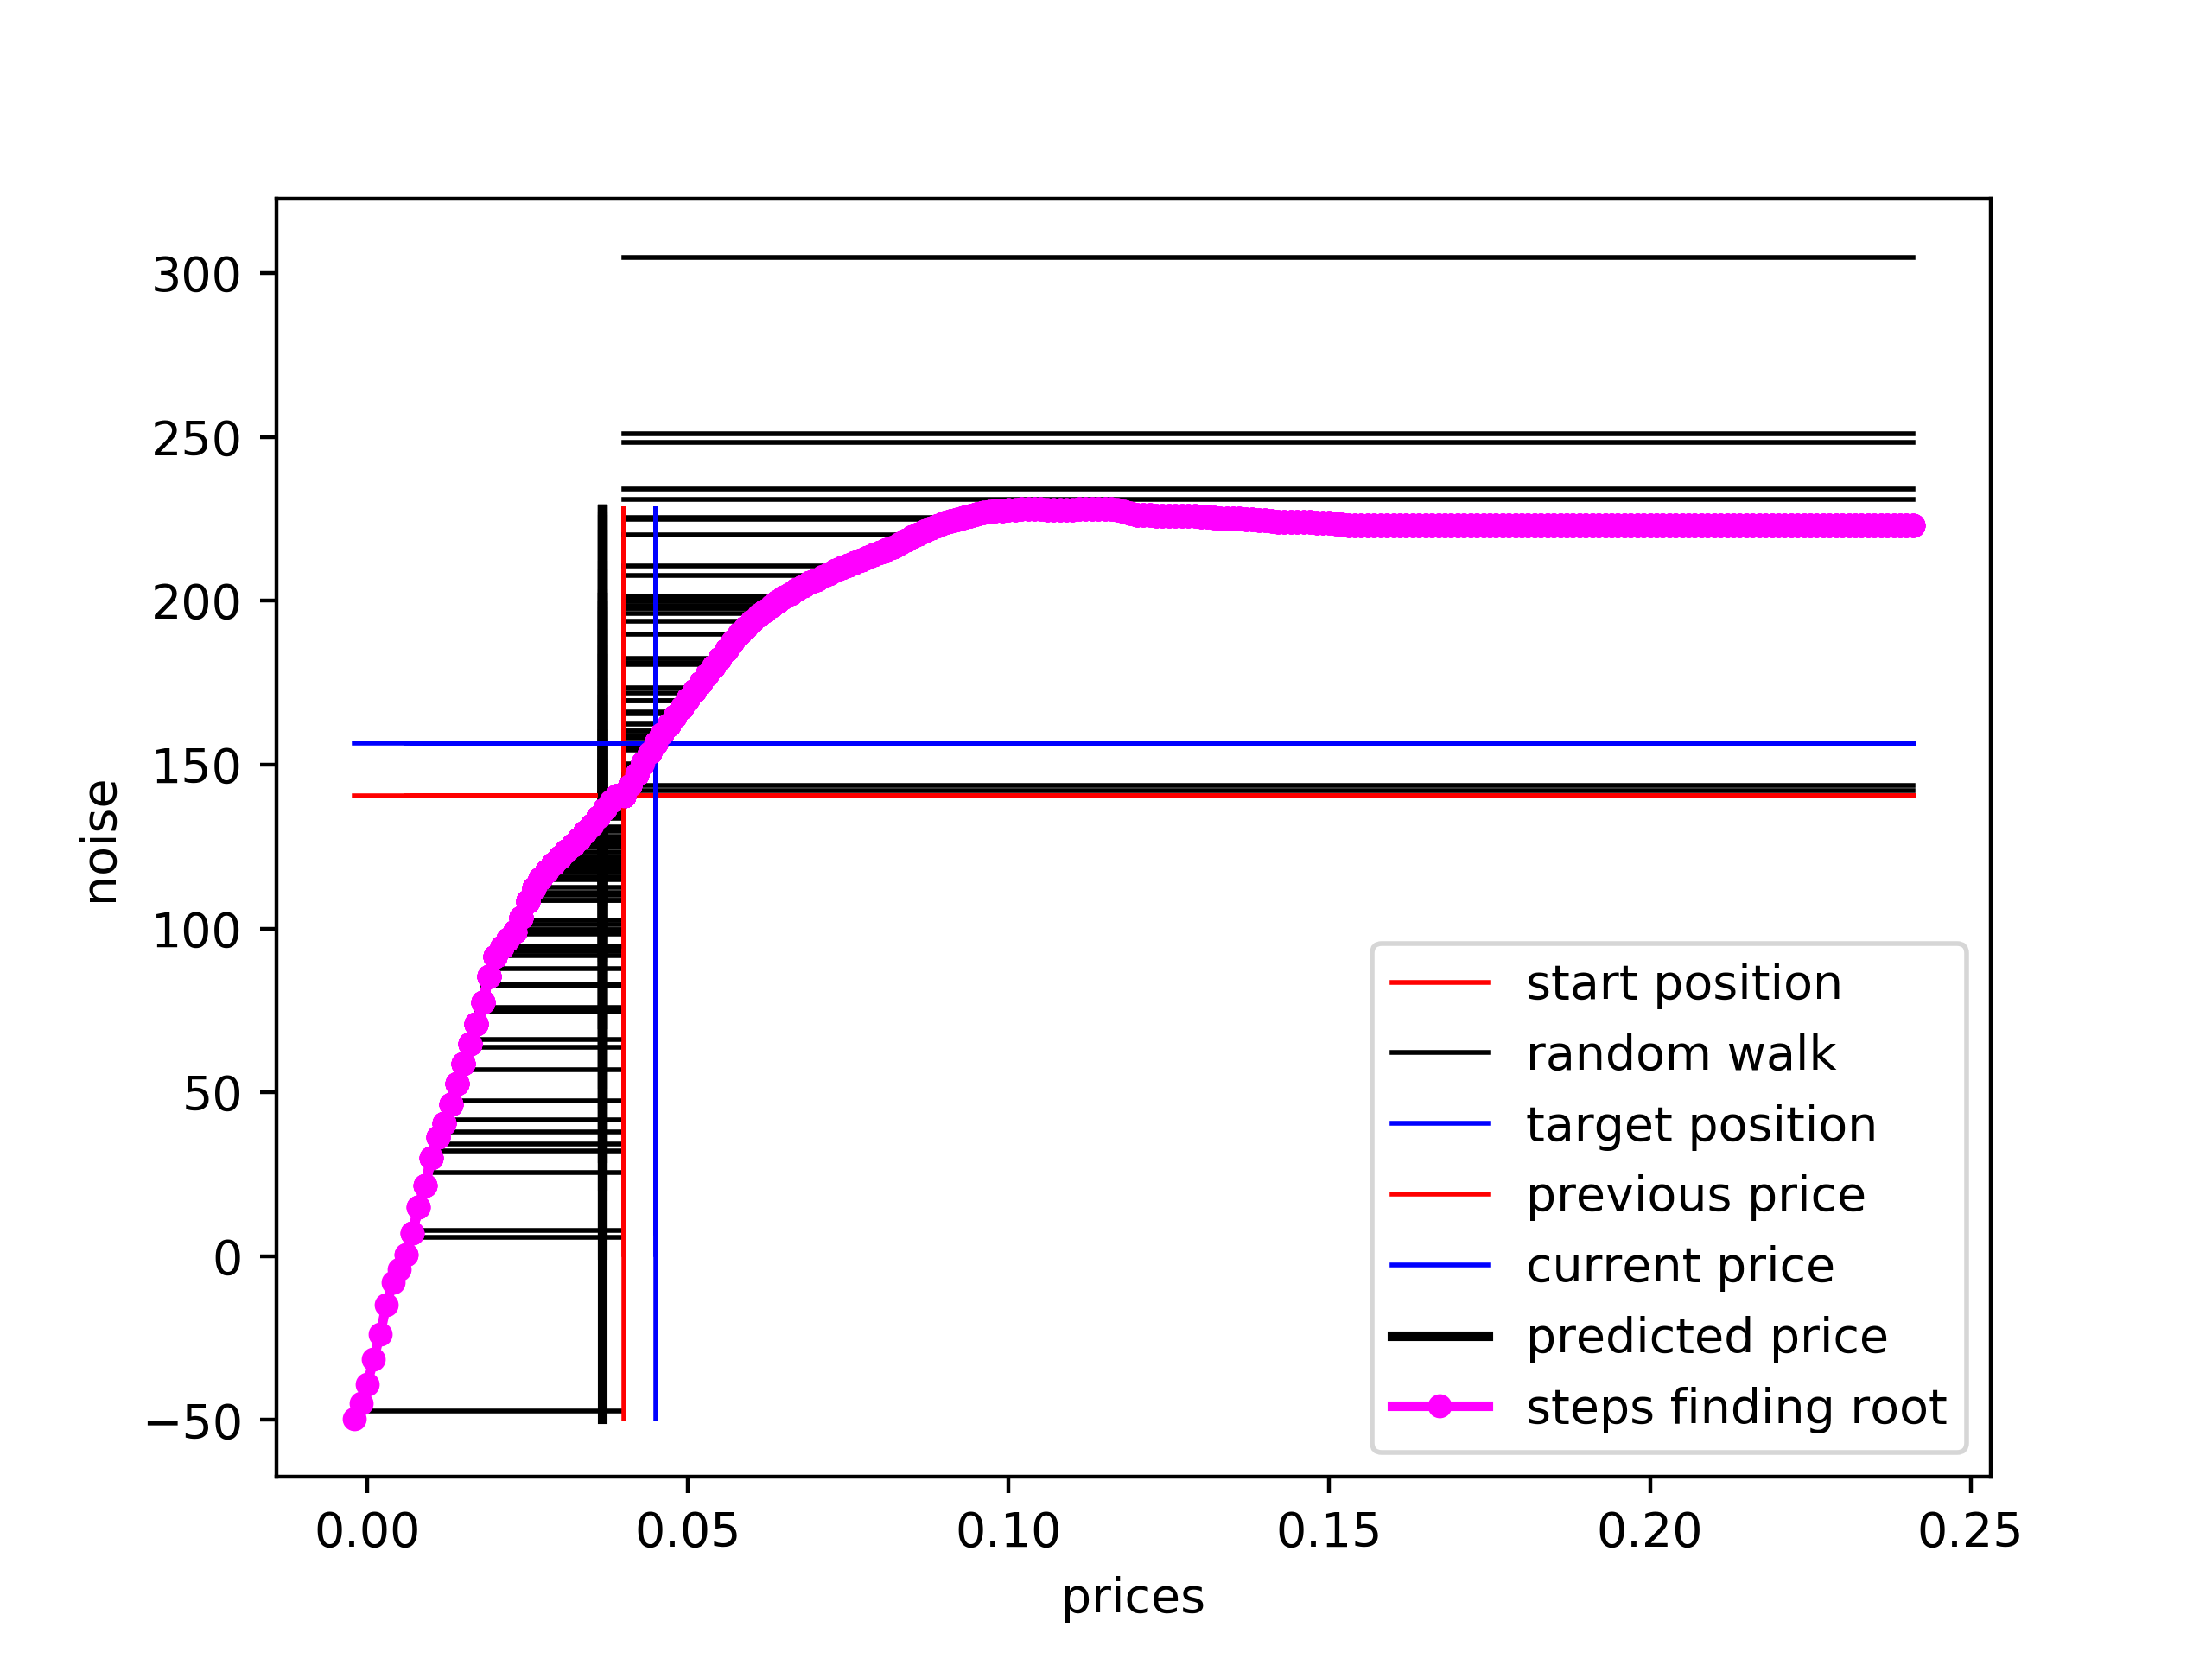 300
250
200
150
100
50
0
−50
noise
0.00 0.05 0.10 0.15 0.20 0.25
prices
start position
random walk
target position
previous price
current price
predicted price
steps finding root